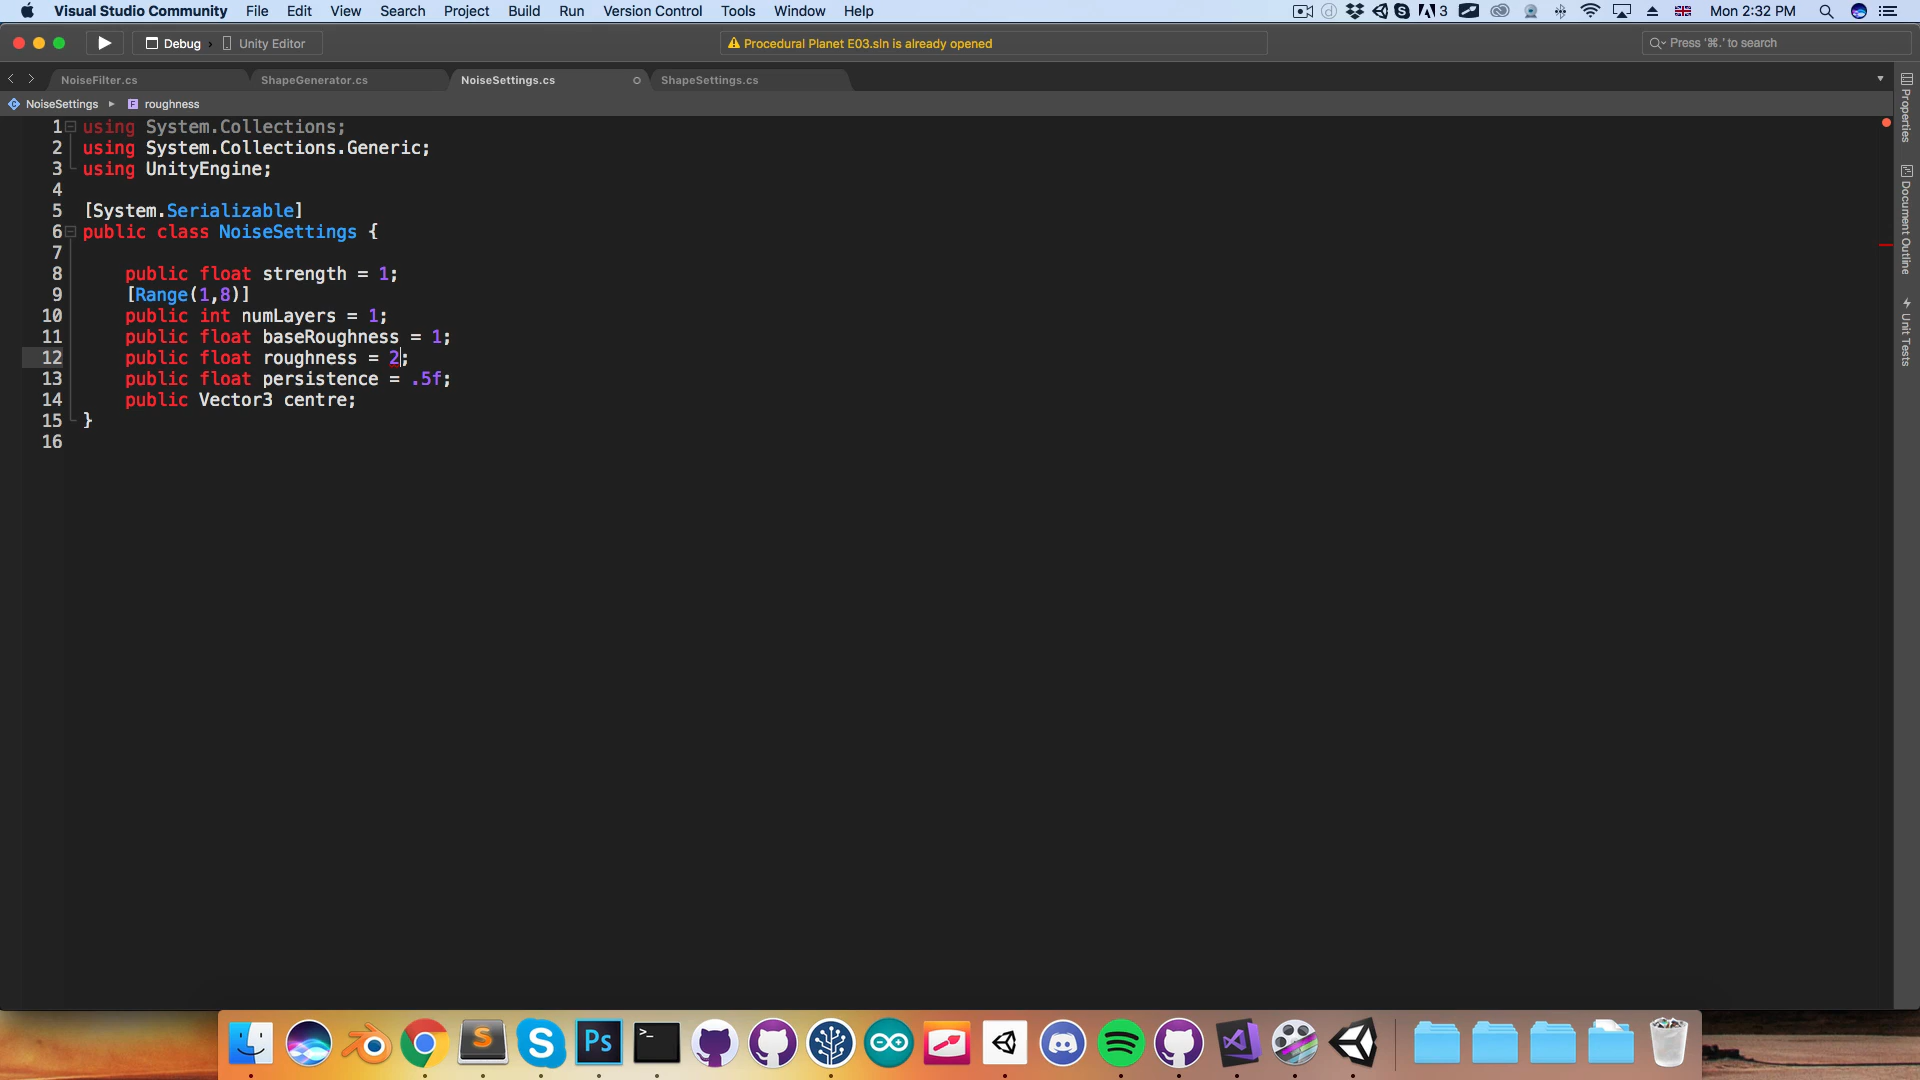 Visual Studio Community File Edit View Search Project Build Run Version Control Tools Window Help 3 Mon 2:32 PM
Debug Unity Editor Procedural Planet E03.sln is already opened Press '⌘.' to search
NoiseFilter.cs ShapeGenerator.cs NoiseSettings.cs ShapeSettings.cs
NoiseSettings roughness
1 using System.Collections;
2 using System.Collections.Generic;
3 using UnityEngine;
4
5 [System.Serializable]
6 public class NoiseSettings {
7
8 public float strength = 1;
9 [Range(1,8)]
10 public int numLayers = 1;
11 public float baseRoughness = 1;
12 public float roughness = 2;
13 public float persistence = .5f;
14 public Vector3 centre;
15 }
16
Properties
Document Outline
Unit Tests
Ps